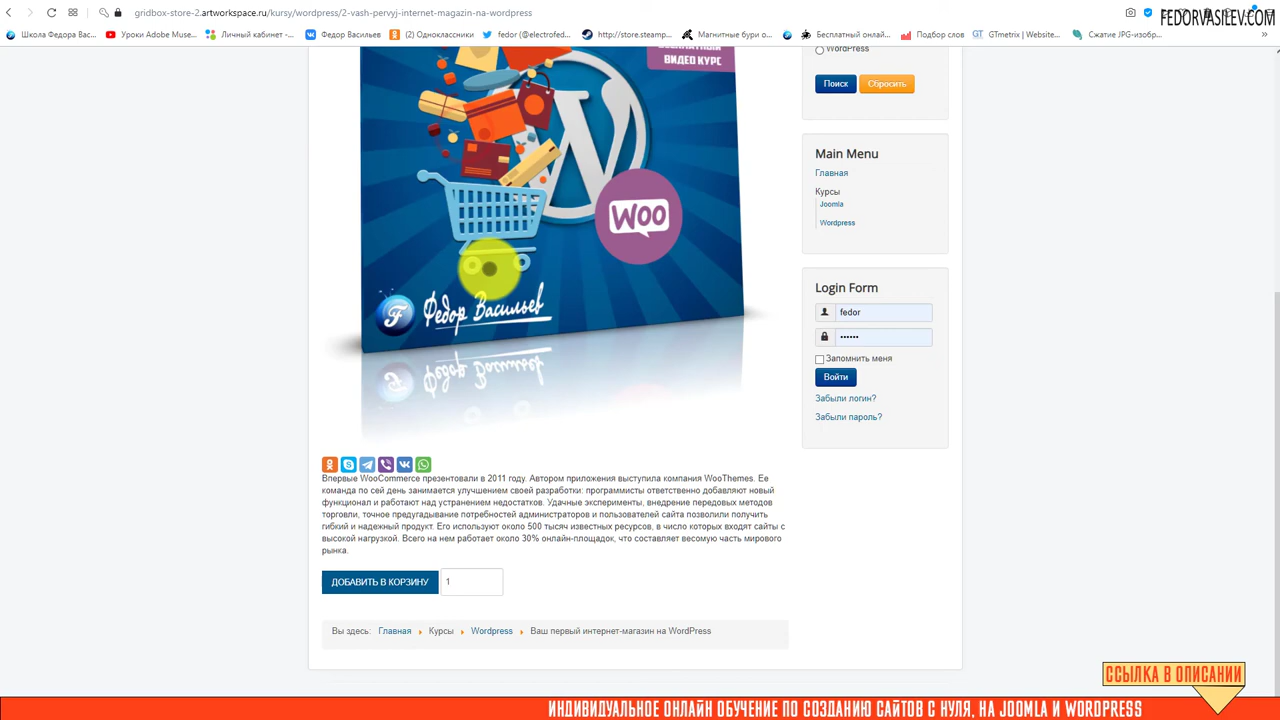 gridbox-store-2.artworkspace.ru/kursy/wordpress/2-vash-pervyj-internet-magazin-na-wordpress
FEDORVASILEV.COM
Школа Федора Вас...
Уроки Adobe Muse...
Личный кабинет -...
Федор Васильев
(2) Одноклассники
fedor (@electrofed...
http://store.steamp...
Магнитные бури о...
Бесплатный онлай...
Подбор слов
GTmetrix | Website...
Сжатие JPG-изобр...
ВИДЕО КУРС
WordPress
Поиск
Сбросить
Main Menu
Главная
Курсы
Joomla
Wordpress
W
WOO
Федор Васильев
Login Form
fedor
••••••
Запомнить меня
Войти
Забыли логин?
Забыли пароль?
Впервые WooCommerce презентовали в 2011 году. Автором приложения выступила компания WooThemes. Ее
команда по сей день занимается улучшением своей разработки: программисты ответственно добавляют новый
функционал и работают над устранением недостатков. Удачные эксперименты, внедрение передовых методов
торговли, точное предугадывание потребностей администраторов и пользователей сайта позволили получить
гибкий и надежный продукт. Его используют около 500 тысяч известных ресурсов, в число которых входят сайты с
высокой нагрузкой. Всего на нем работает около 30% онлайн-площадок, что составляет весомую часть мирового
рынка.
ДОБАВИТЬ В КОРЗИНУ
1
Вы здесь: Главная Курсы Wordpress Ваш первый интернет-магазин на WordPress
ССЫЛКА В ОПИСАНИИ
ИНДИВИДУАЛЬНОЕ ОНЛАЙН ОБУЧЕНИЕ ПО СОЗДАНИЮ САЙТОВ С НУЛЯ, НА JOOMLA И WORDPRESS